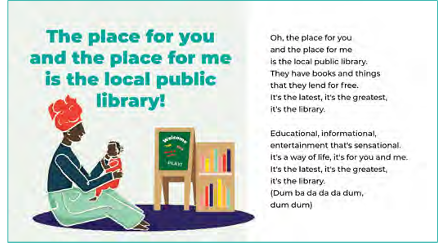 The place for you
and the place for me
is the local public
library!
Welcome
Oh, the place for you
and the place for me
is the local public library.
They have books and things
that they lend for free.
It's the latest, it's the greatest,
it's the library.
Educational, informational,
entertainment that's sensational.
It's a way of life, it's for you and me.
It's the latest, it's the greatest,
it's the library.
(Dum ba da da da dum,
dum dum)